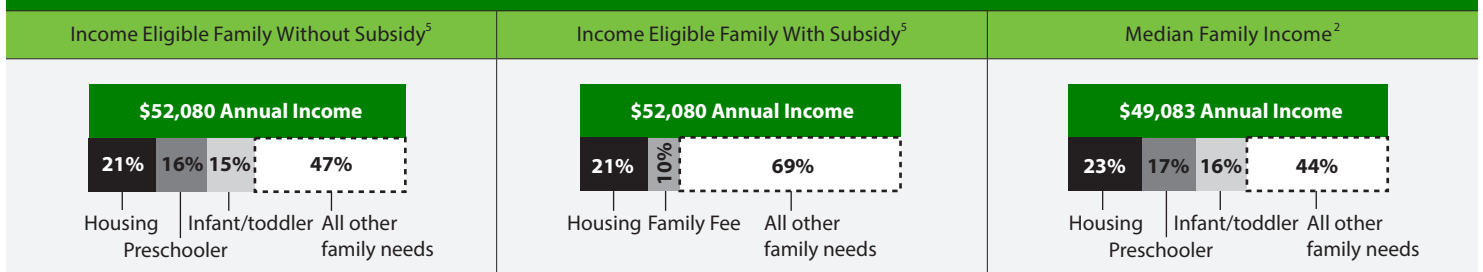 Income Eligible Family Without Subsidy5
Income Eligible Family With Subsidy5
Median Family Income2
$52,080 Annual Income
21% 16% 15% 47%
Housing Infant/toddler All other
Preschooler family needs
$52,080 Annual Income
21% 10% 69%
Housing Family Fee All other
family needs
$49,083 Annual Income
23% 17% 16% 44%
Housing Infant/toddler All other
Preschooler family needs